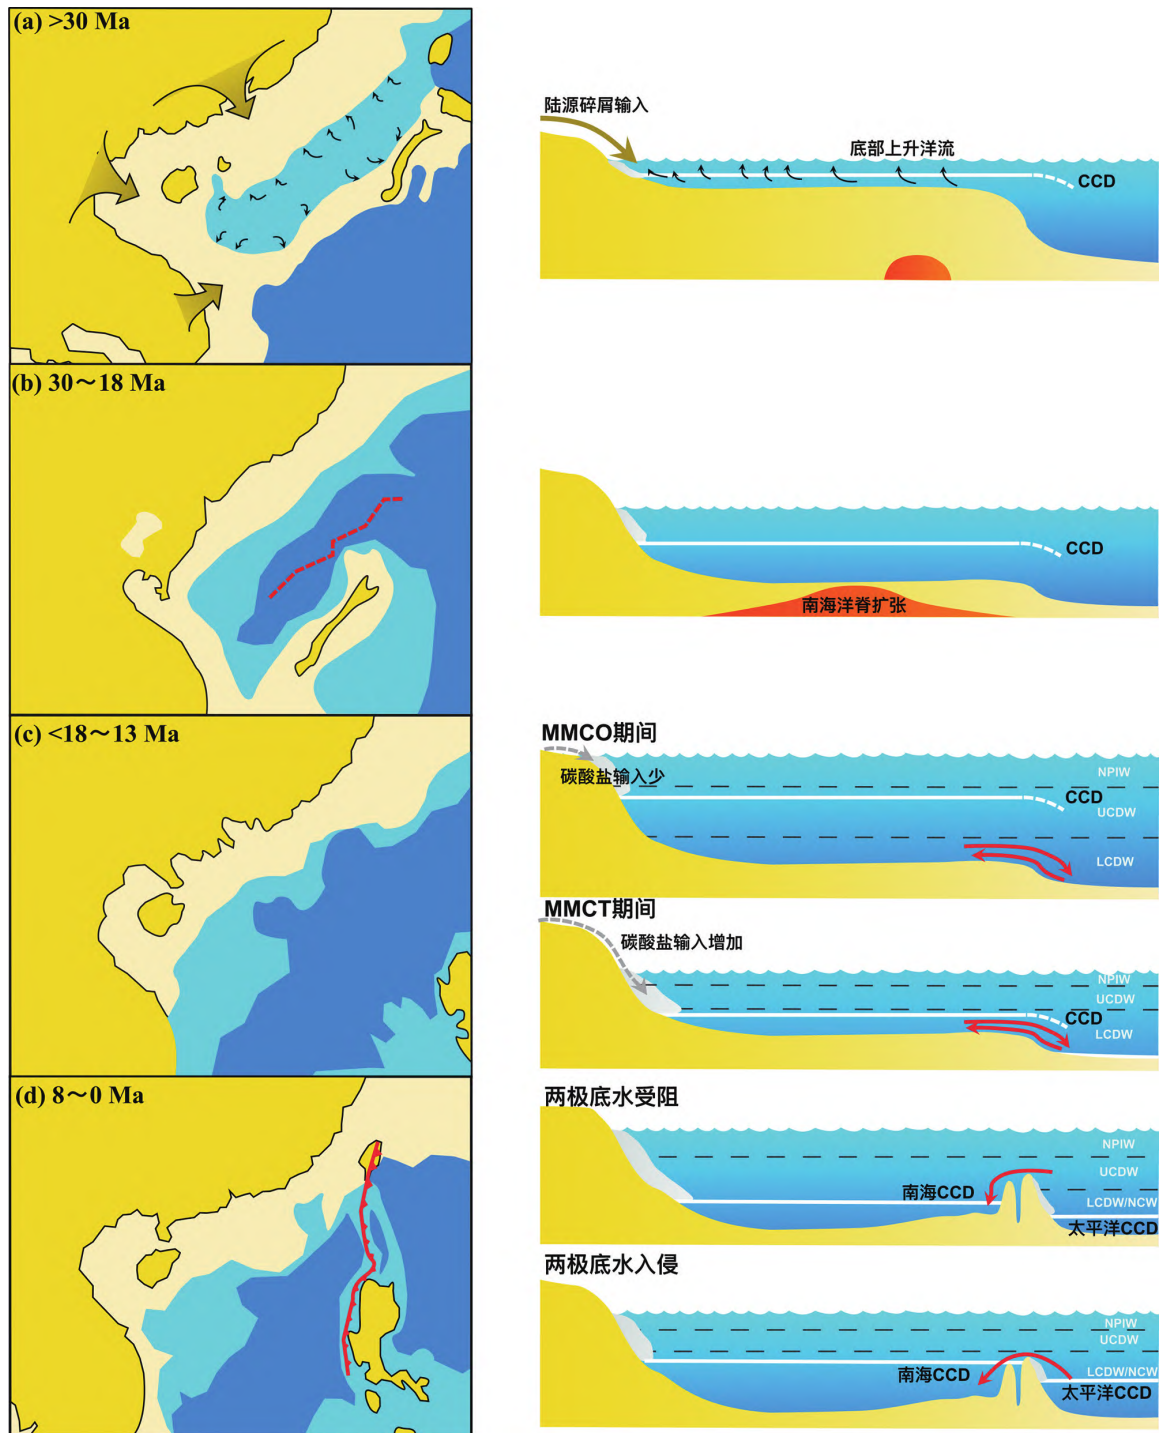 (a) >30 Ma
陆源碎屑输入
底部上升洋流
CCD
(b) 30～18 Ma
CCD
南海洋脊扩张
(c) <18～13 Ma
MMCO期间
碳酸盐输入少
NPIW
CCD
UCDW
LCDW
MMCT期间
碳酸盐输入增加
NPIW
UCDW
CCD
LCDW
(d) 8～0 Ma
两极底水受阻
NPIW
UCDW
南海CCD
LCDW/NCW
太平洋CCD
两极底水入侵
NPIW
UCDW
南海CCD
LCDW/NCW
太平洋CCD